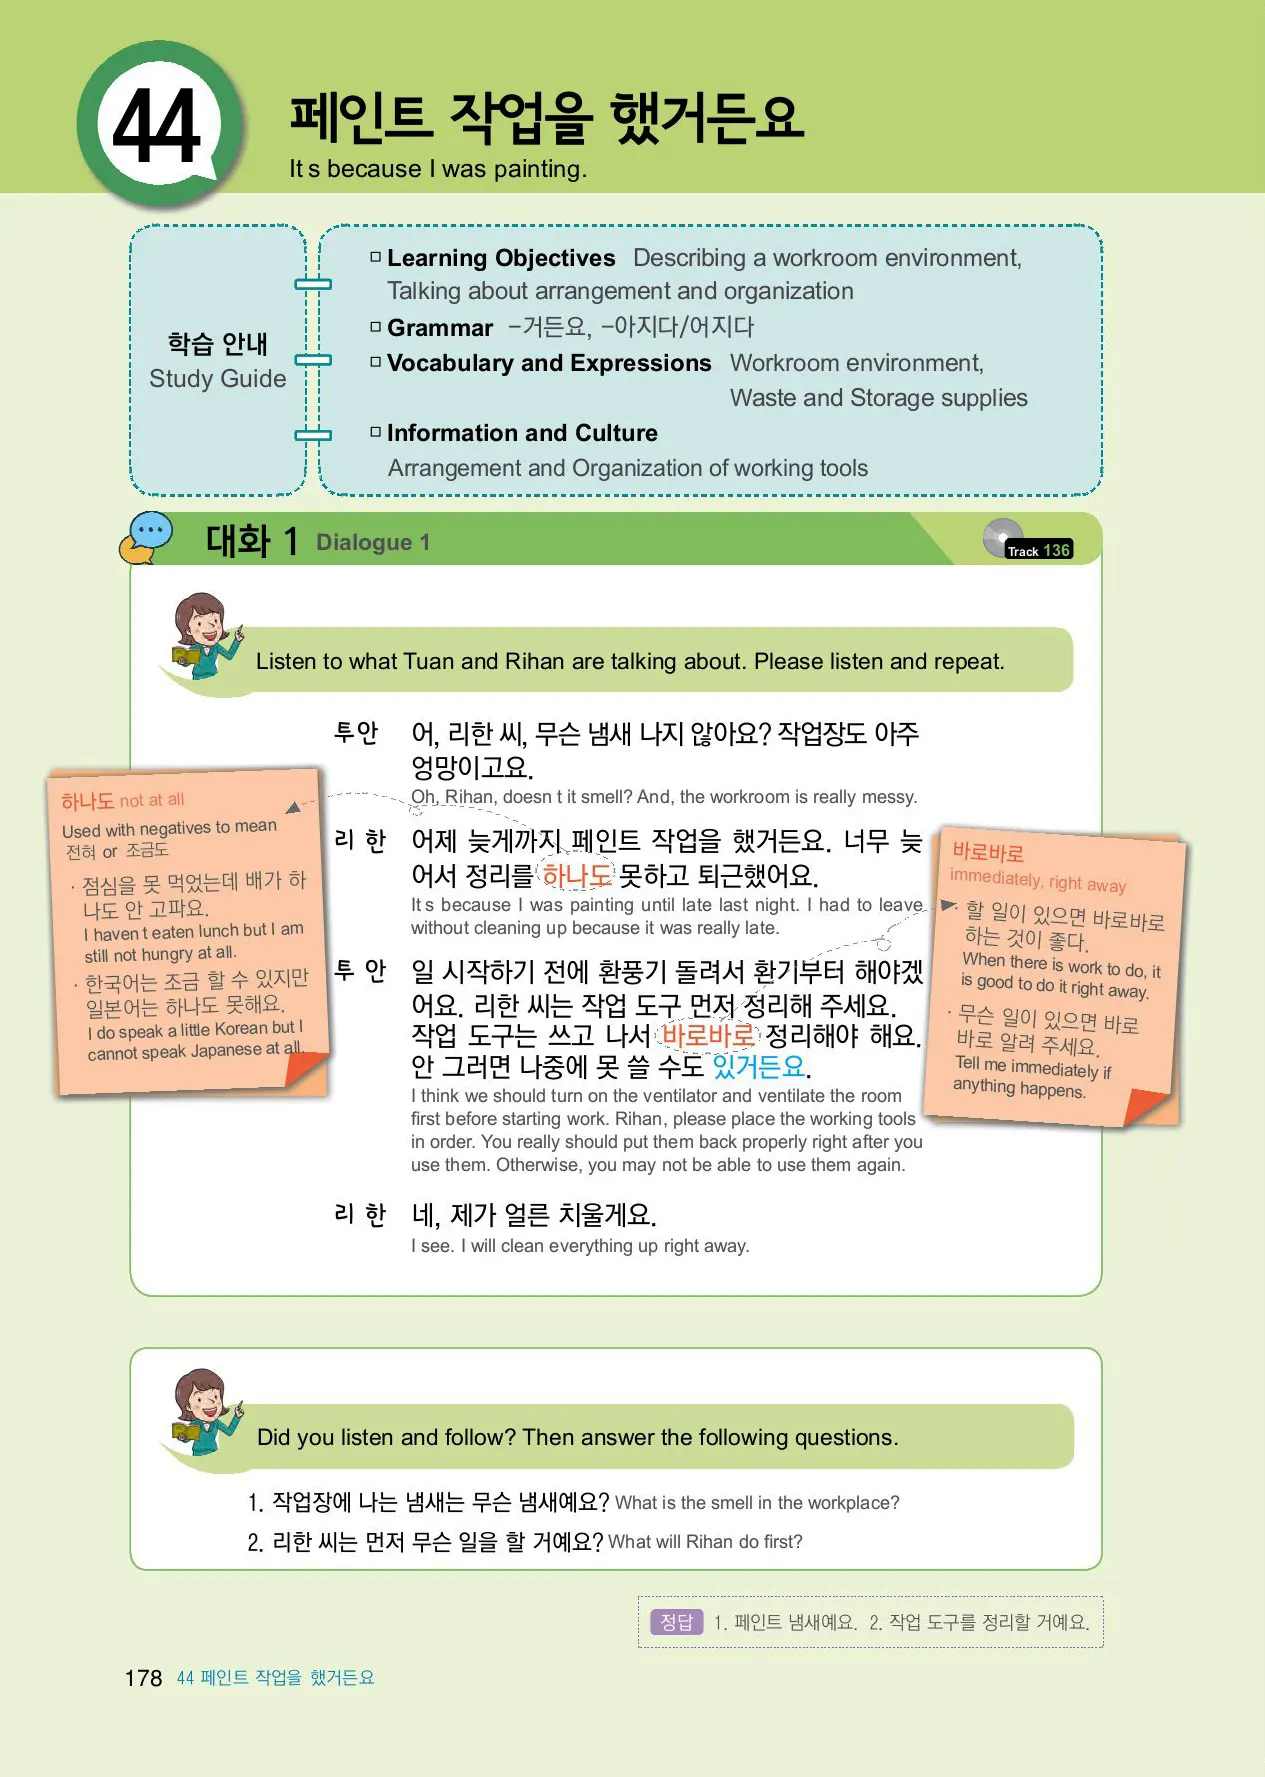 44
페인트 작업을 했거든요
It s because I was painting.
학습 안내
Study Guide
▫ Learning Objectives Describing a workroom environment,
Talking about arrangement and organization
▫ Grammar -거든요, -아지다/어지다
▫ Vocabulary and Expressions Workroom environment,
Waste and Storage supplies
▫ Information and Culture
Arrangement and Organization of working tools
대화 1 Dialogue 1
Track 136
Listen to what Tuan and Rihan are talking about. Please listen and repeat.
투안 어, 리한 씨, 무슨 냄새 나지 않아요? 작업장도 아주
엉망이고요.
Oh, Rihan, doesn t it smell? And, the workroom is really messy.
리 한 어제 늦게까지 페인트 작업을 했거든요. 너무 늦
어서 정리를 하나도 못하고 퇴근했어요.
It s because I was painting until late last night. I had to leave
without cleaning up because it was really late.
투 안 일 시작하기 전에 환풍기 돌려서 환기부터 해야겠
어요. 리한 씨는 작업 도구 먼저 정리해 주세요.
작업 도구는 쓰고 나서 바로바로 정리해야 해요.
안 그러면 나중에 못 쓸 수도 있거든요.
I think we should turn on the ventilator and ventilate the room
first before starting work. Rihan, please place the working tools
in order. You really should put them back properly right after you
use them. Otherwise, you may not be able to use them again.
리 한 네, 제가 얼른 치울게요.
I see. I will clean everything up right away.
하나도 not at all
Used with negatives to mean
전혀 or 조금도
· 점심을 못 먹었는데 배가 하
나도 안 고파요.
I haven t eaten lunch but I am
still not hungry at all.
· 한국어는 조금 할 수 있지만
일본어는 하나도 못해요.
I do speak a little Korean but I
cannot speak Japanese at all.
바로바로
immediately, right away
· 할 일이 있으면 바로바로
하는 것이 좋다.
When there is work to do, it
is good to do it right away.
· 무슨 일이 있으면 바로
바로 알려 주세요.
Tell me immediately if
anything happens.
Did you listen and follow? Then answer the following questions.
1. 작업장에 나는 냄새는 무슨 냄새예요? What is the smell in the workplace?
2. 리한 씨는 먼저 무슨 일을 할 거예요? What will Rihan do first?
정답 1. 페인트 냄새예요. 2. 작업 도구를 정리할 거예요.
178 44 페인트 작업을 했거든요